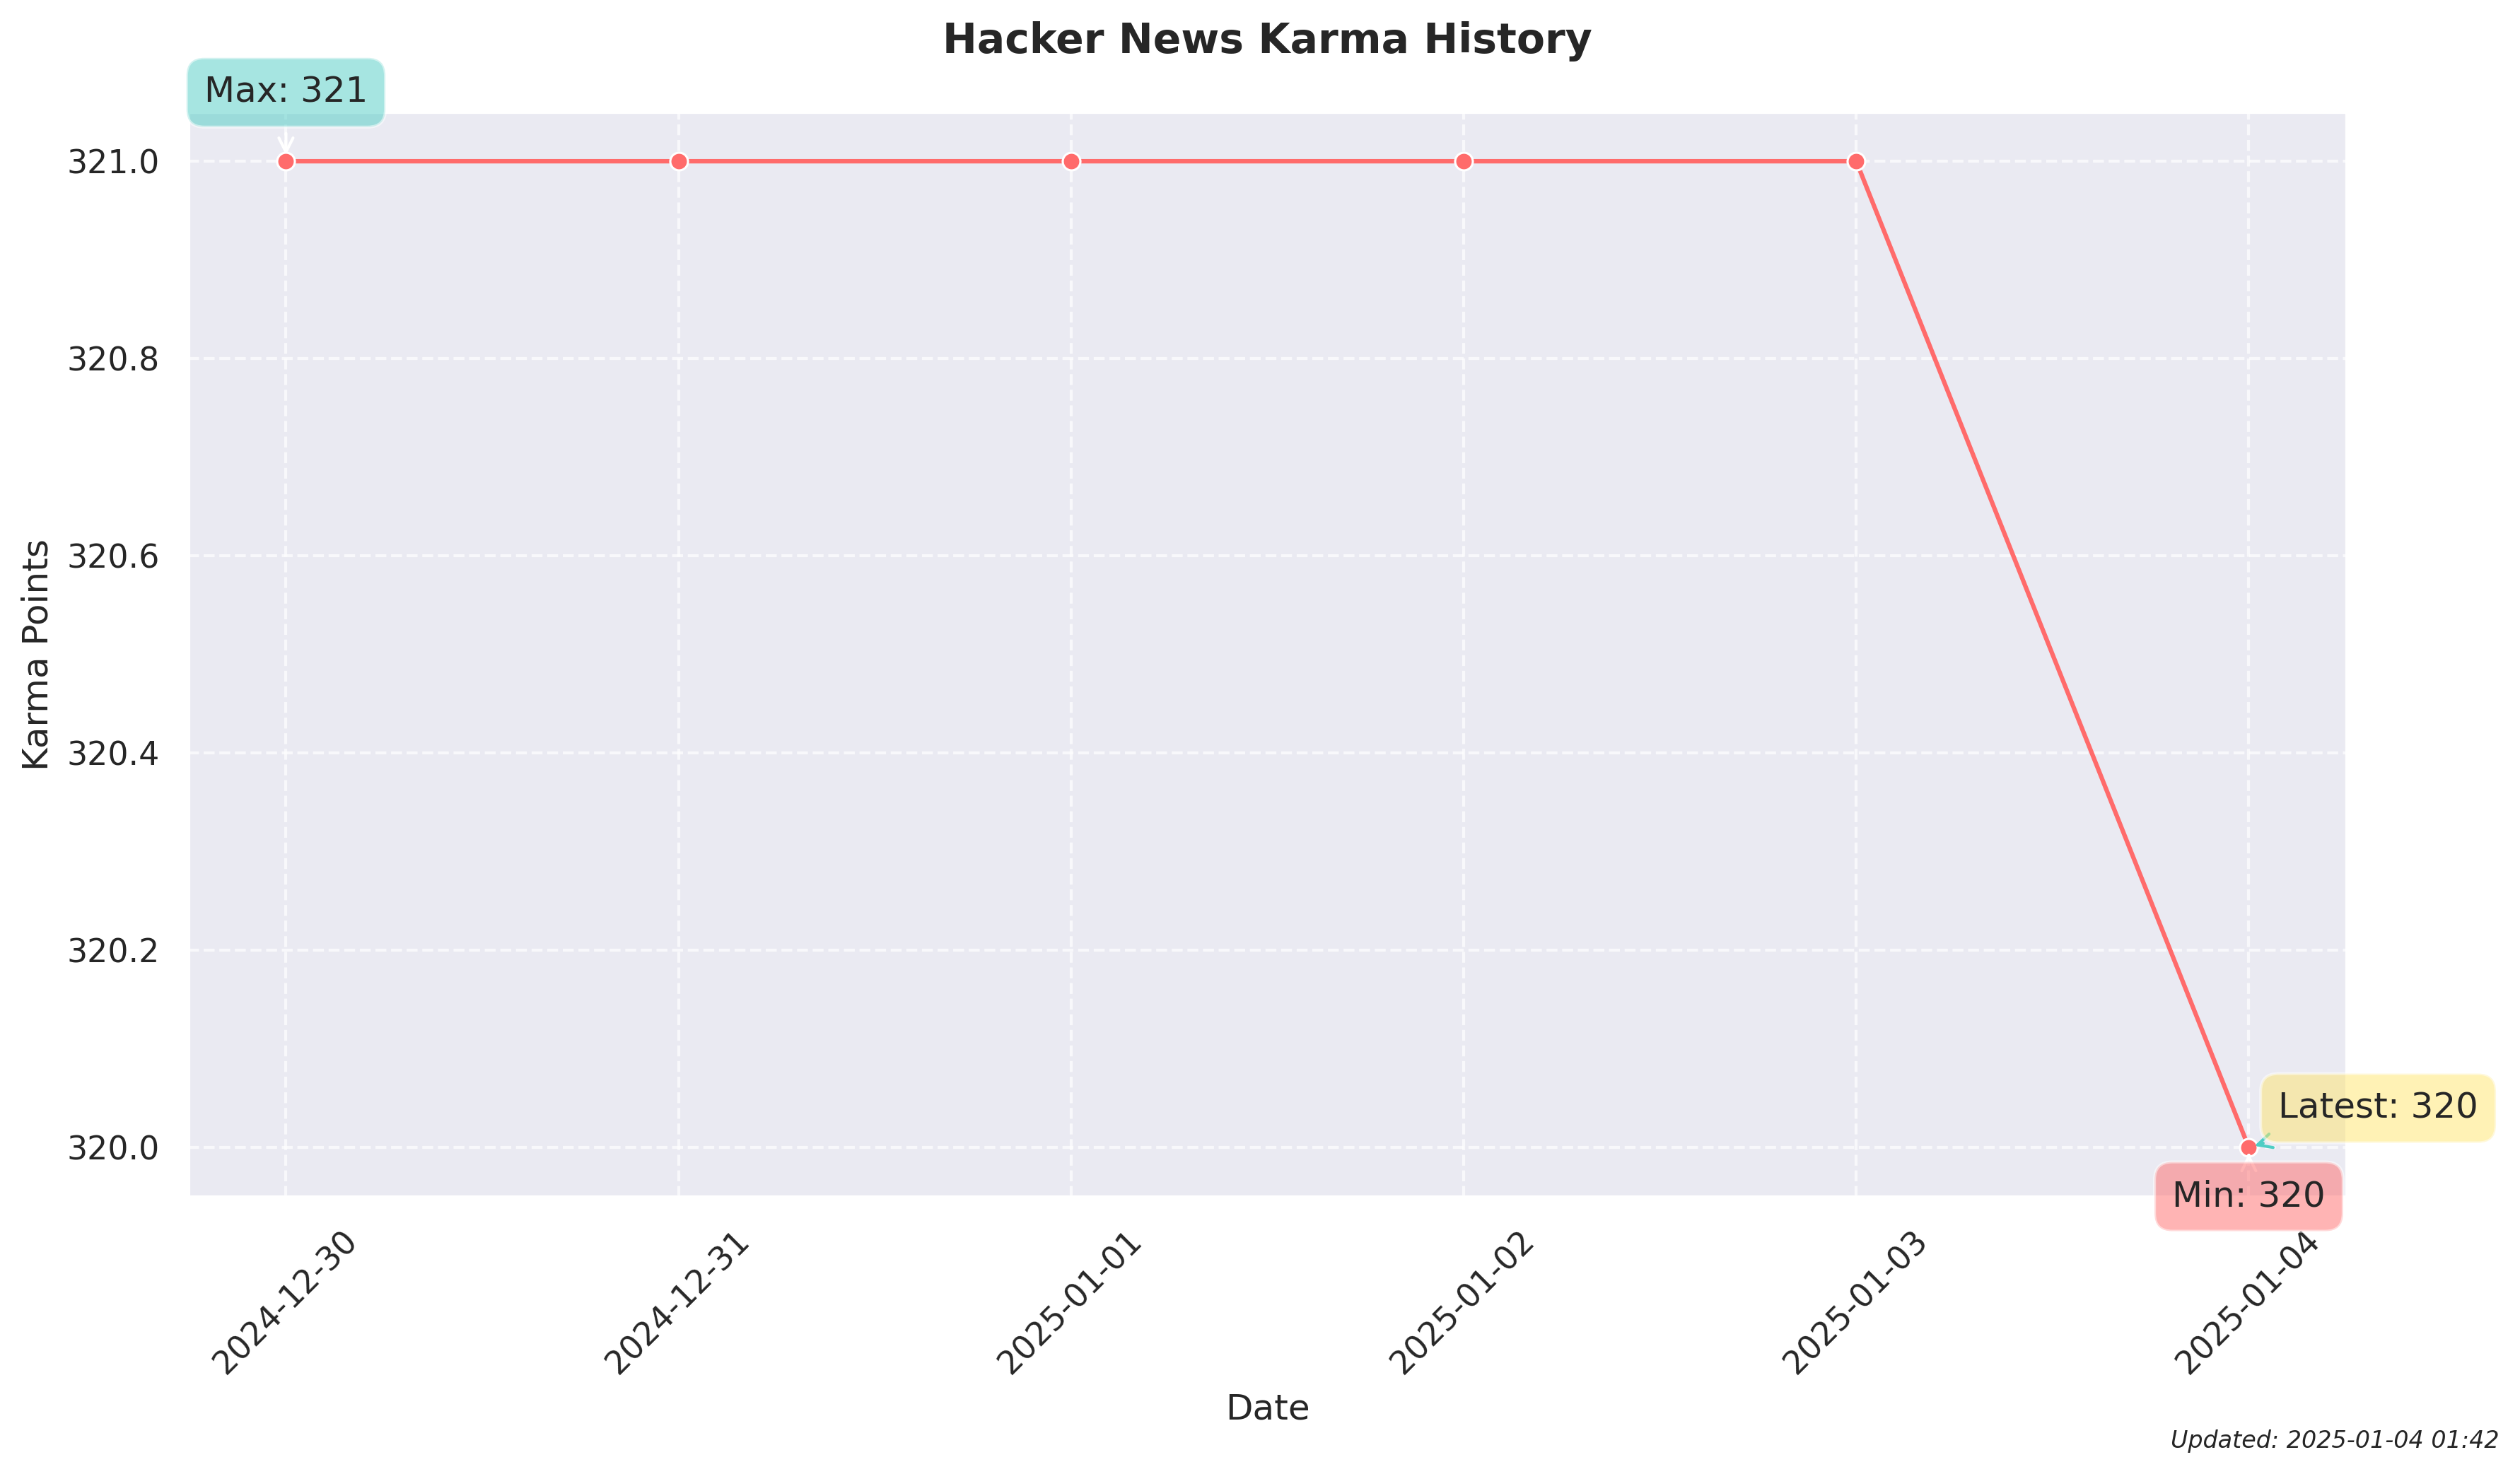 Hacker News Karma History
Max: 321
321.0
320.8
320.6
320.4
320.2
320.0
Karma Points
Latest: 320
Min: 320
2024-12-30
2024-12-31
2025-01-01
2025-01-02
2025-01-03
2025-01-04
Date
Updated: 2025-01-04 01:42